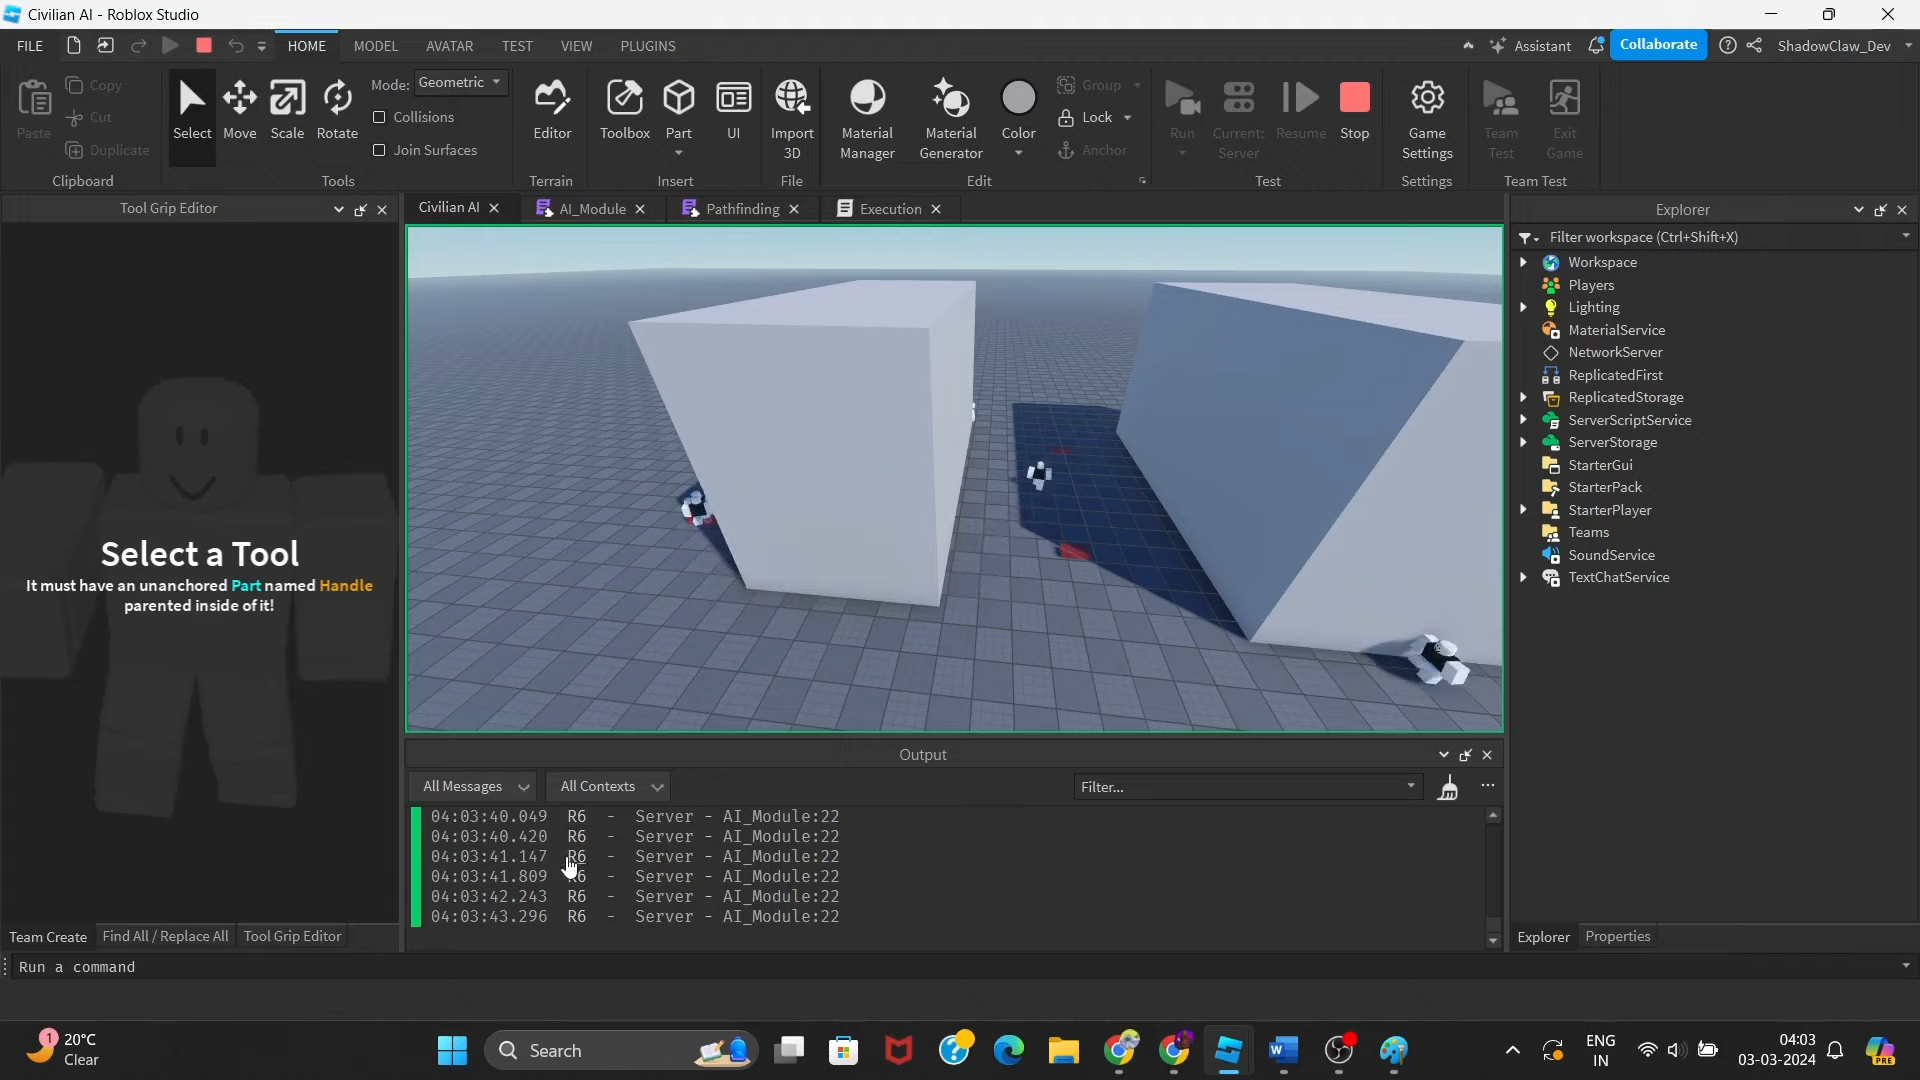 Civilian AI - Roblox Studio
FILE HOME MODEL AVATAR TEST VIEW PLUGINS Assistant Collaborate ShadowClaw_Dev
Paste
Copy
Cut
Duplicate
Clipboard
Select
Move
Scale
Rotate
Mode: Geometric
Collisions
Join Surfaces
Tools
Editor
Terrain
Toolbox
Part
UI
Insert
Import
3D
File
Material
Manager
Material
Generator
Color
Group
Lock
Anchor
Edit
Run
Current:
Server
Resume
Stop
Test
Game
Settings
Settings
Team
Test
Exit
Game
Team Test
Tool Grip Editor
Select a Tool
It must have an unanchored Part named Handle
parented inside of it!
Team Create Find All / Replace All Tool Grip Editor
Civilian AI AI_Module Pathfinding Execution
Output
All Messages All Contexts Filter...
04:03:40.049 R6 - Server - AI_Module:22
04:03:40.420 R6 - Server - AI_Module:22
04:03:41.147 R6 - Server - AI_Module:22
04:03:41.809 R6 - Server - AI_Module:22
04:03:42.243 R6 - Server - AI_Module:22
04:03:43.296 R6 - Server - AI_Module:22
Explorer
Filter workspace (Ctrl+Shift+X)
Workspace
Players
Lighting
MaterialService
NetworkServer
ReplicatedFirst
ReplicatedStorage
ServerScriptService
ServerStorage
StarterGui
StarterPack
StarterPlayer
Teams
SoundService
TextChatService
Explorer Properties
Run a command
1
20°C
Clear
Search
ENG
IN
04:03
03-03-2024
PRE